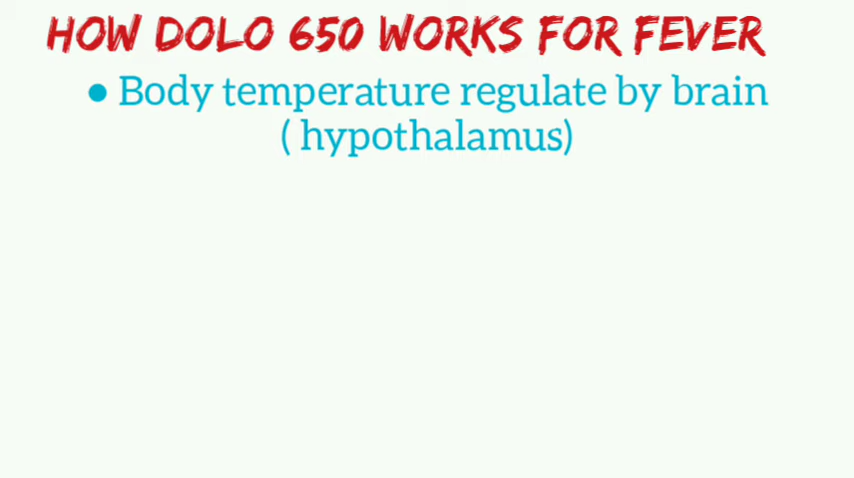 HOW DOLO 650 WORKS FOR FEVER
● Body temperature regulate by brain
( hypothalamus)